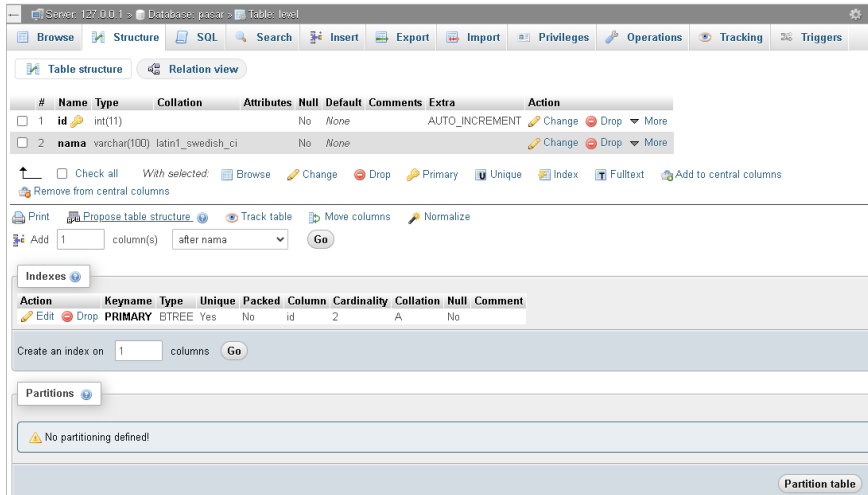 Server: 127.0.0.1 » Database: pasar » Table: level
Browse Structure SQL Search Insert Export Import Privileges Operations Tracking Triggers
Table structure Relation view
# Name Type Collation Attributes Null Default Comments Extra Action
1 id int(11) No None AUTO_INCREMENT Change Drop More
2 nama varchar(100) latin1_swedish_ci No None Change Drop More
Check all With selected: Browse Change Drop Primary Unique Index Fulltext Add to central columns
Remove from central columns
Print Propose table structure Track table Move columns Normalize
Add 1 column(s) after nama Go
Indexes
Action Keyname Type Unique Packed Column Cardinality Collation Null Comment
Edit Drop PRIMARY BTREE Yes No id 2 A No
Create an index on 1 columns Go
Partitions
No partitioning defined!
Partition table